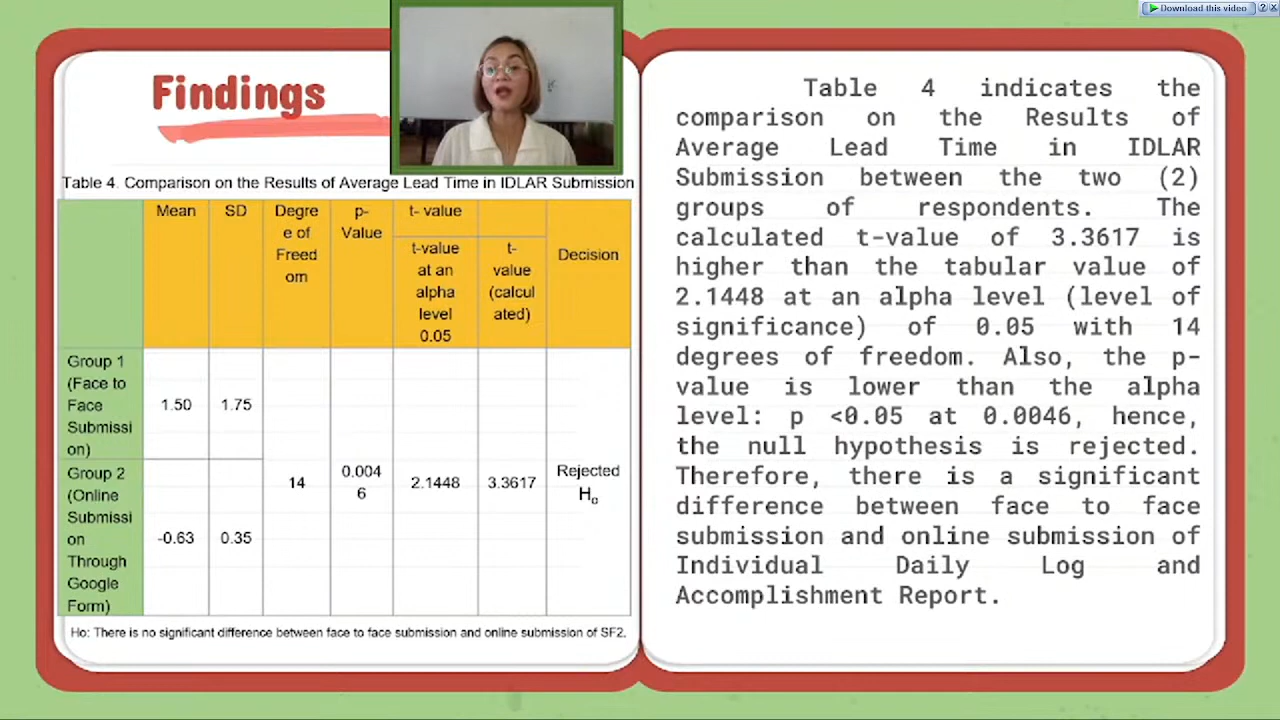 Download this video
Findings
Table 4. Comparison on the Results of Average Lead Time in IDLAR Submission
Mean
SD
Degre
e of
Freed
om
p-
Value
t- value
t-value
at an
alpha
level
0.05
t-
value
(calcul
ated)
Decision
Group 1
(Face to
Face
Submissi
on)
1.50
1.75
Group 2
(Online
Submissi
on
Through
Google
Form)
-0.63
0.35
14
0.004
6
2.1448
3.3617
Rejected
Ho
Ho: There is no significant difference between face to face submission and online submission of SF2.
Table 4 indicates the
comparison on the Results of
Average Lead Time in IDLAR
Submission between the two (2)
groups of respondents. The
calculated t-value of 3.3617 is
higher than the tabular value of
2.1448 at an alpha level (level of
significance) of 0.05 with 14
degrees of freedom. Also, the p-
value is lower than the alpha
level: p <0.05 at 0.0046, hence,
the null hypothesis is rejected.
Therefore, there is a significant
difference between face to face
submission and online submission of
Individual Daily Log and
Accomplishment Report.